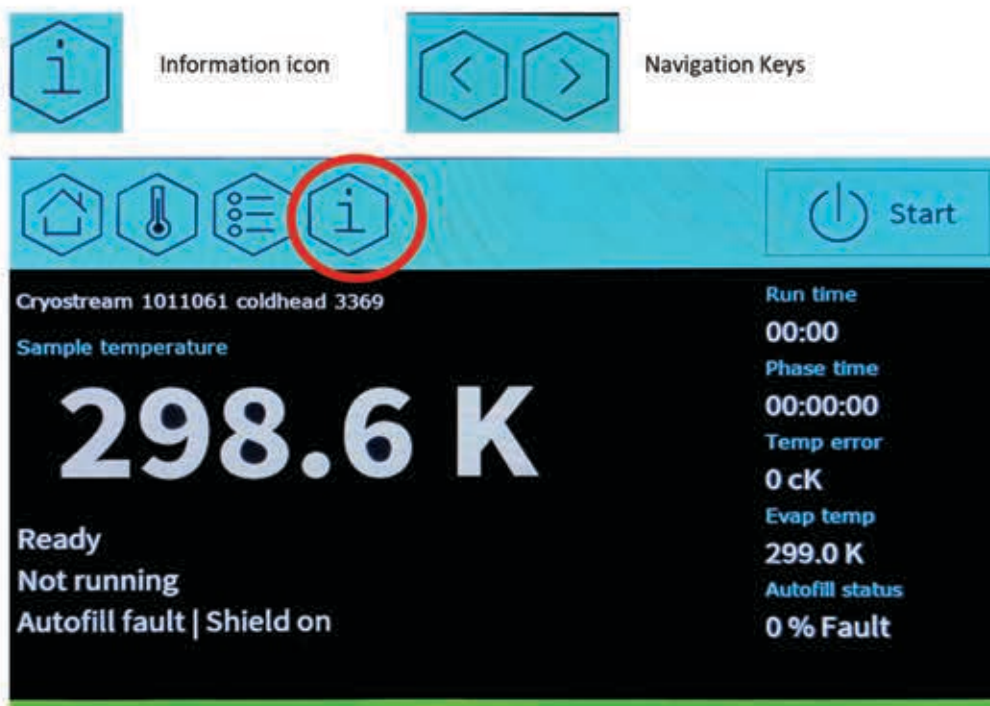 Information icon
Navigation Keys
Start
Cryostream 1011061 coldhead 3369
Sample temperature
298.6 K
Ready
Not running
Autofill fault | Shield on
Run time
00:00
Phase time
00:00:00
Temp error
0 cK
Evap temp
299.0 K
Autofill status
0 % Fault